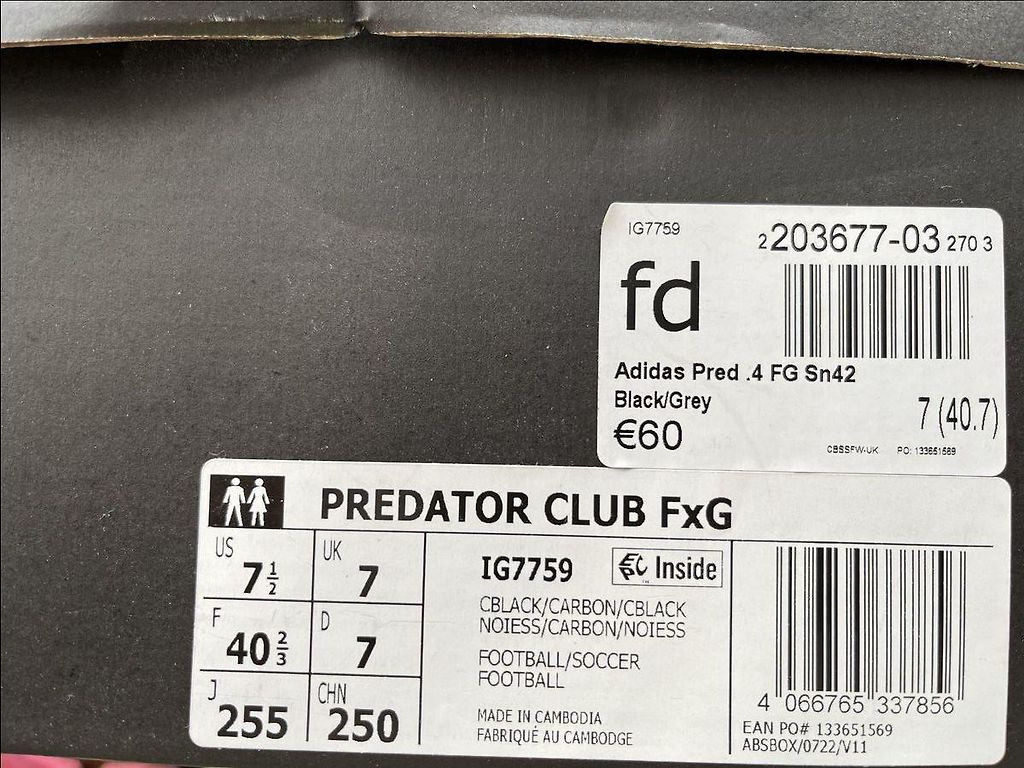 IG7759
2203677-03 270 3
fd
Adidas Pred .4 FG Sn42
Black/Grey
7 (40.7)
€60
CBSSFW-UK PO: 133651569
PREDATOR CLUB FxG
US 7 1/2
UK 7
F 40 2/3
D 7
J 255
CHN 250
IG7759
Inside
CBLACK/CARBON/CBLACK
NOIESS/CARBON/NOIESS
FOOTBALL/SOCCER
FOOTBALL
MADE IN CAMBODIA
FABRIQUÉ AU CAMBODGE
4 066765 337856
EAN PO# 133651569
ABSBOX/0722/V11